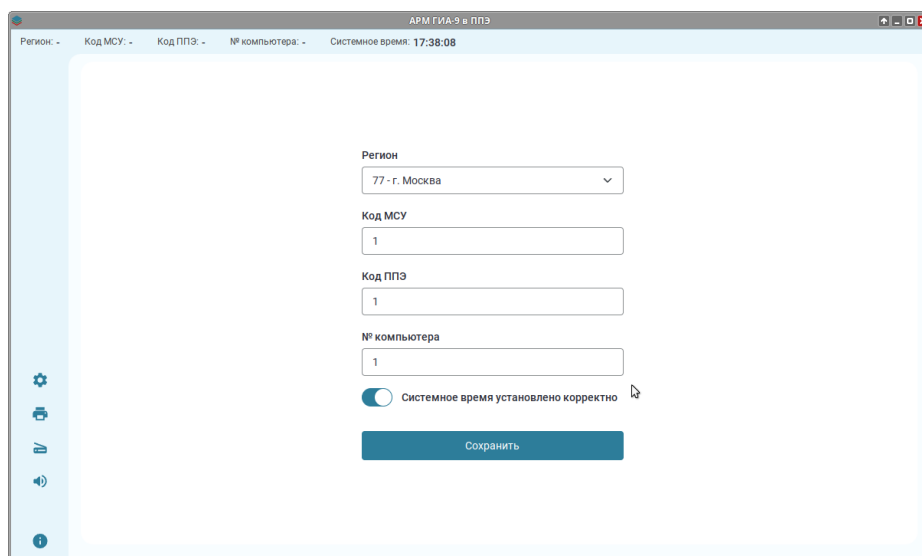 АРМ ГИА-9 в ППЭ
Регион: - Код МСУ: - Код ППЭ: - № компьютера: - Системное время: 17:38:08
Регион
77 - г. Москва
Код МСУ
1
Код ППЭ
1
№ компьютера
1
Системное время установлено корректно
Сохранить